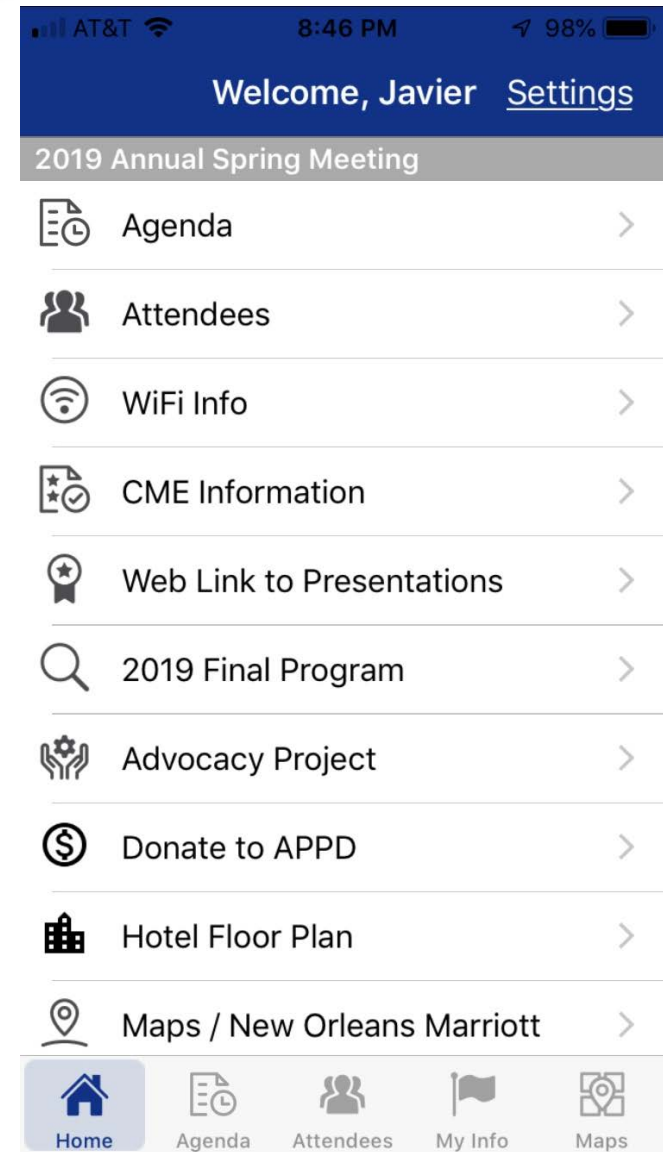 AT&T 8:46 PM 98%
Welcome, Javier Settings
2019 Annual Spring Meeting
Agenda
Attendees
WiFi Info
CME Information
Web Link to Presentations
2019 Final Program
Advocacy Project
Donate to APPD
Hotel Floor Plan
Maps / New Orleans Marriott
Home Agenda Attendees My Info Maps